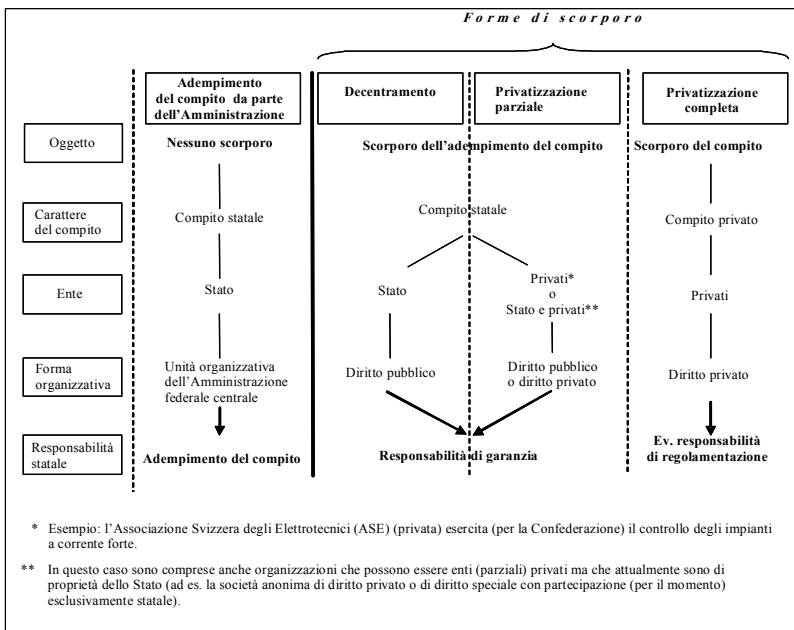 Forme di scorporo
Adempimento
del compito da parte
dell'Amministrazione
Decentramento
Privatizzazione
parziale
Privatizzazione
completa
Oggetto
Nessuno scorporo
Scorporo dell'adempimento del compito
Scorporo del compito
Carattere
del compito
Compito statale
Compito statale
Compito privato
Ente
Stato
Stato
Privati*
o
Stato e privati**
Privati
Forma
organizzativa
Unità organizzativa
dell'Amministrazione
federale centrale
Diritto pubblico
Diritto pubblico
o diritto privato
Diritto privato
Responsabilità
statale
Adempimento del compito
Responsabilità di garanzia
Ev. responsabilità
di regolamentazione
* Esempio: l'Associazione Svizzera degli Elettrotecnici (ASE) (privata) esercita (per la Confederazione) il controllo degli impianti
a corrente forte.
** In questo caso sono comprese anche organizzazioni che possono essere enti (parziali) privati ma che attualmente sono di
proprietà dello Stato (ad es. la società anonima di diritto privato o di diritto speciale con partecipazione (per il momento)
esclusivamente statale).